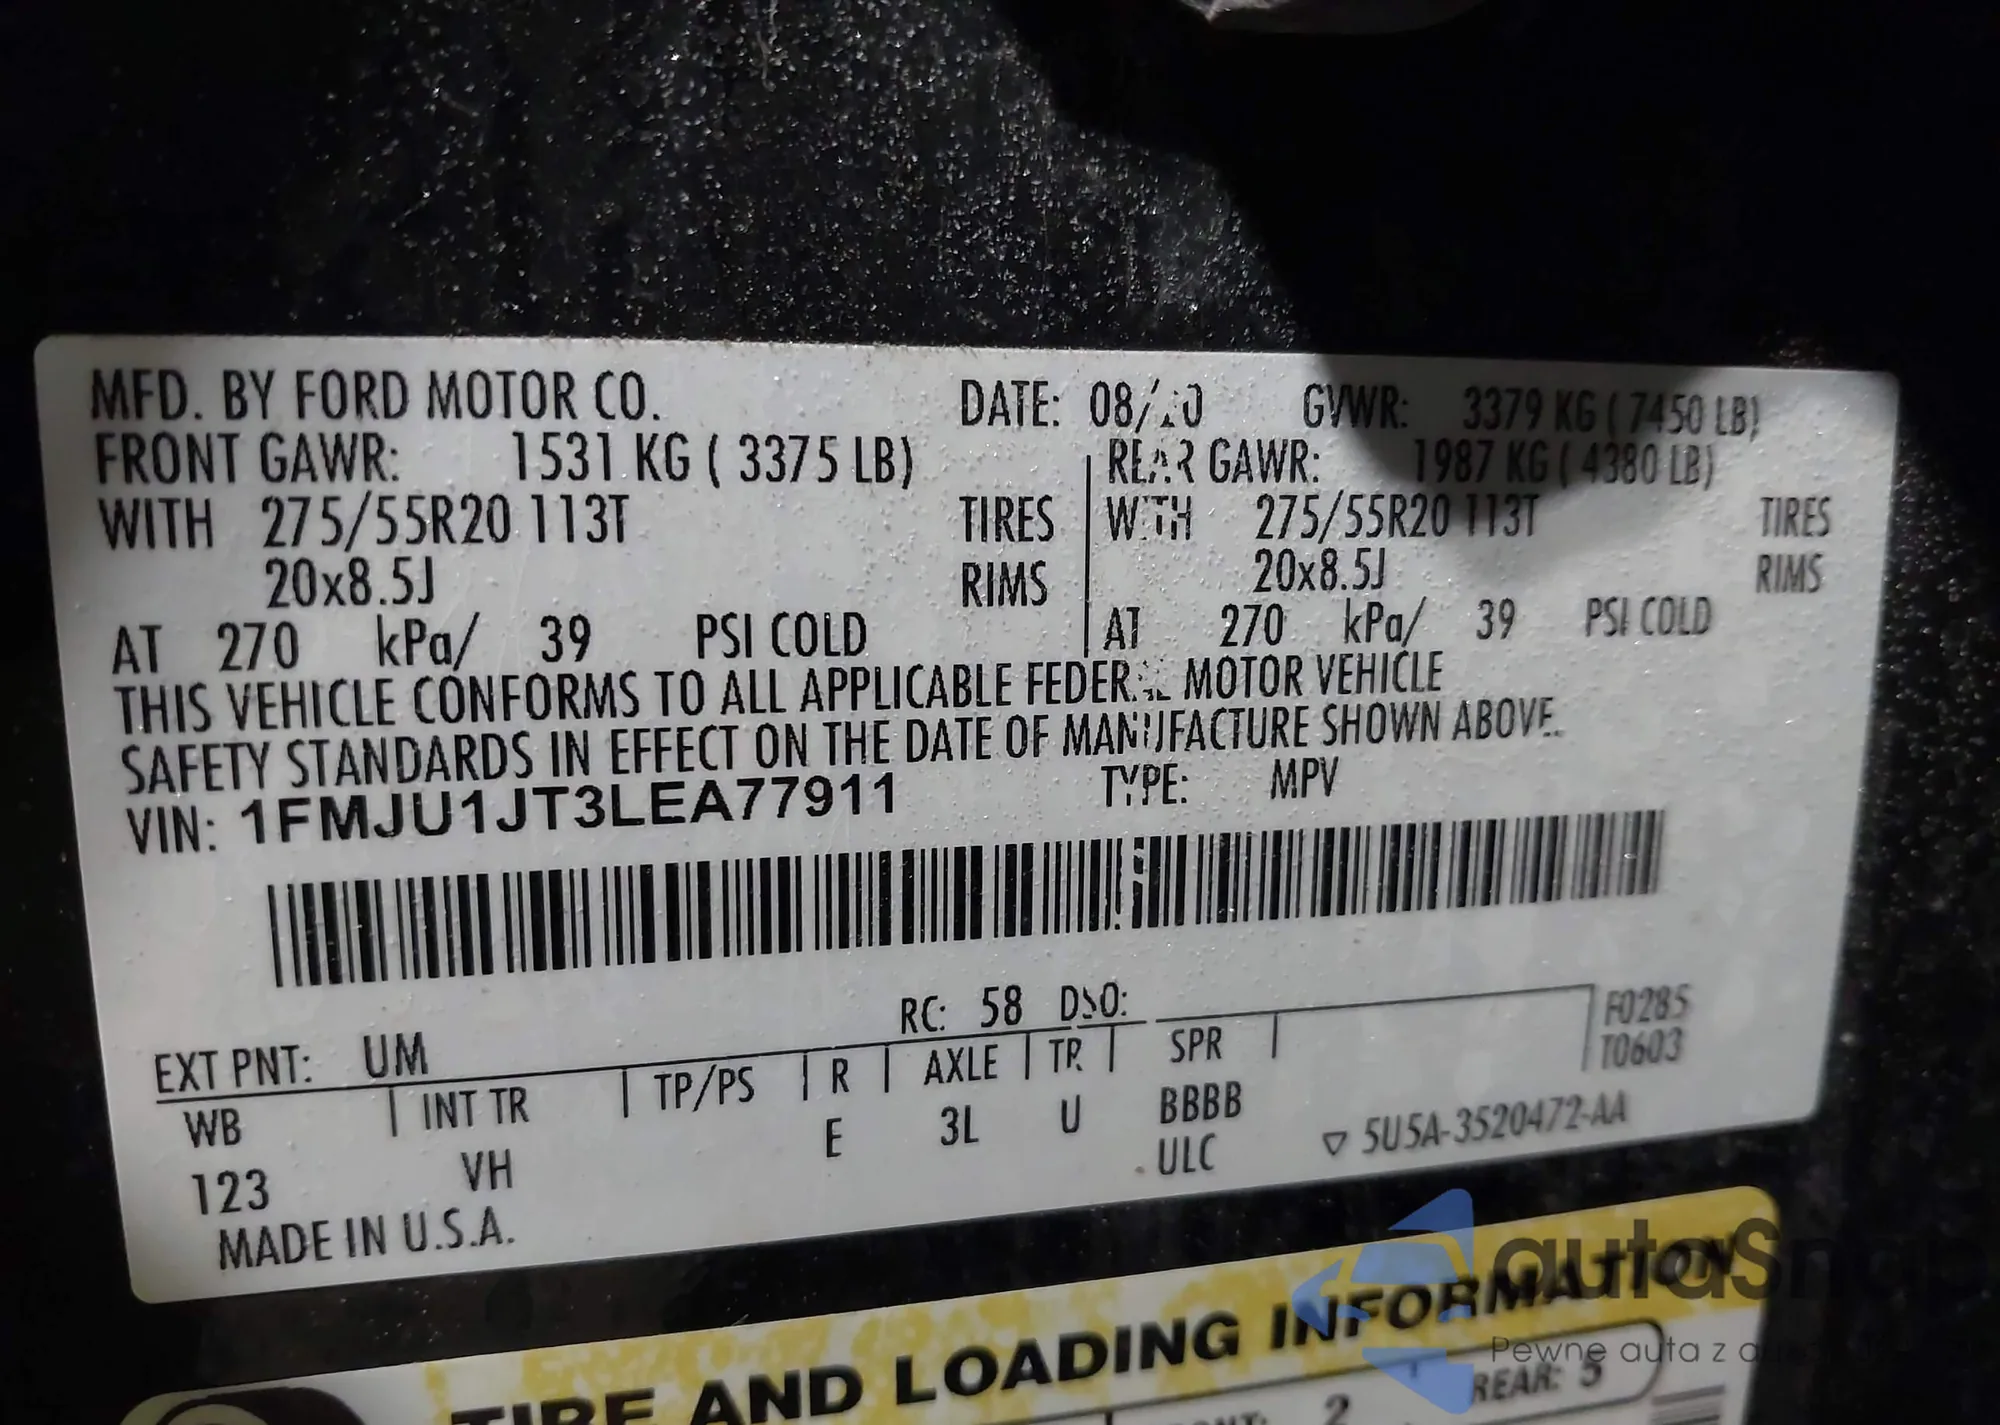 MFD. BY FORD MOTOR CO. DATE: 08/20 GVWR: 3379 KG ( 7450 LB)
FRONT GAWR: 1531 KG ( 3375 LB) REAR GAWR: 1987 KG ( 4380 LB)
WITH 275/55R20 113T TIRES WITH 275/55R20 113T TIRES
20x8.5J RIMS 20x8.5J RIMS
AT 270 kPa/ 39 PSI COLD AT 270 kPa/ 39 PSI COLD
THIS VEHICLE CONFORMS TO ALL APPLICABLE FEDERAL MOTOR VEHICLE
SAFETY STANDARDS IN EFFECT ON THE DATE OF MANUFACTURE SHOWN ABOVE.
VIN: 1FMJU1JT3LEA77911 TYPE: MPV
RC: 58 DSO:
F0285
T0603
EXT PNT: UM
WB INT TR TP/PS R AXLE TR SPR
123 VH E 3L U BBBB
ULC ▽ 5U5A-3520472-AA
MADE IN U.S.A.
TIRE AND LOADING INFORMATION
2 REAR: 5
autaSnap
Pewne auta z